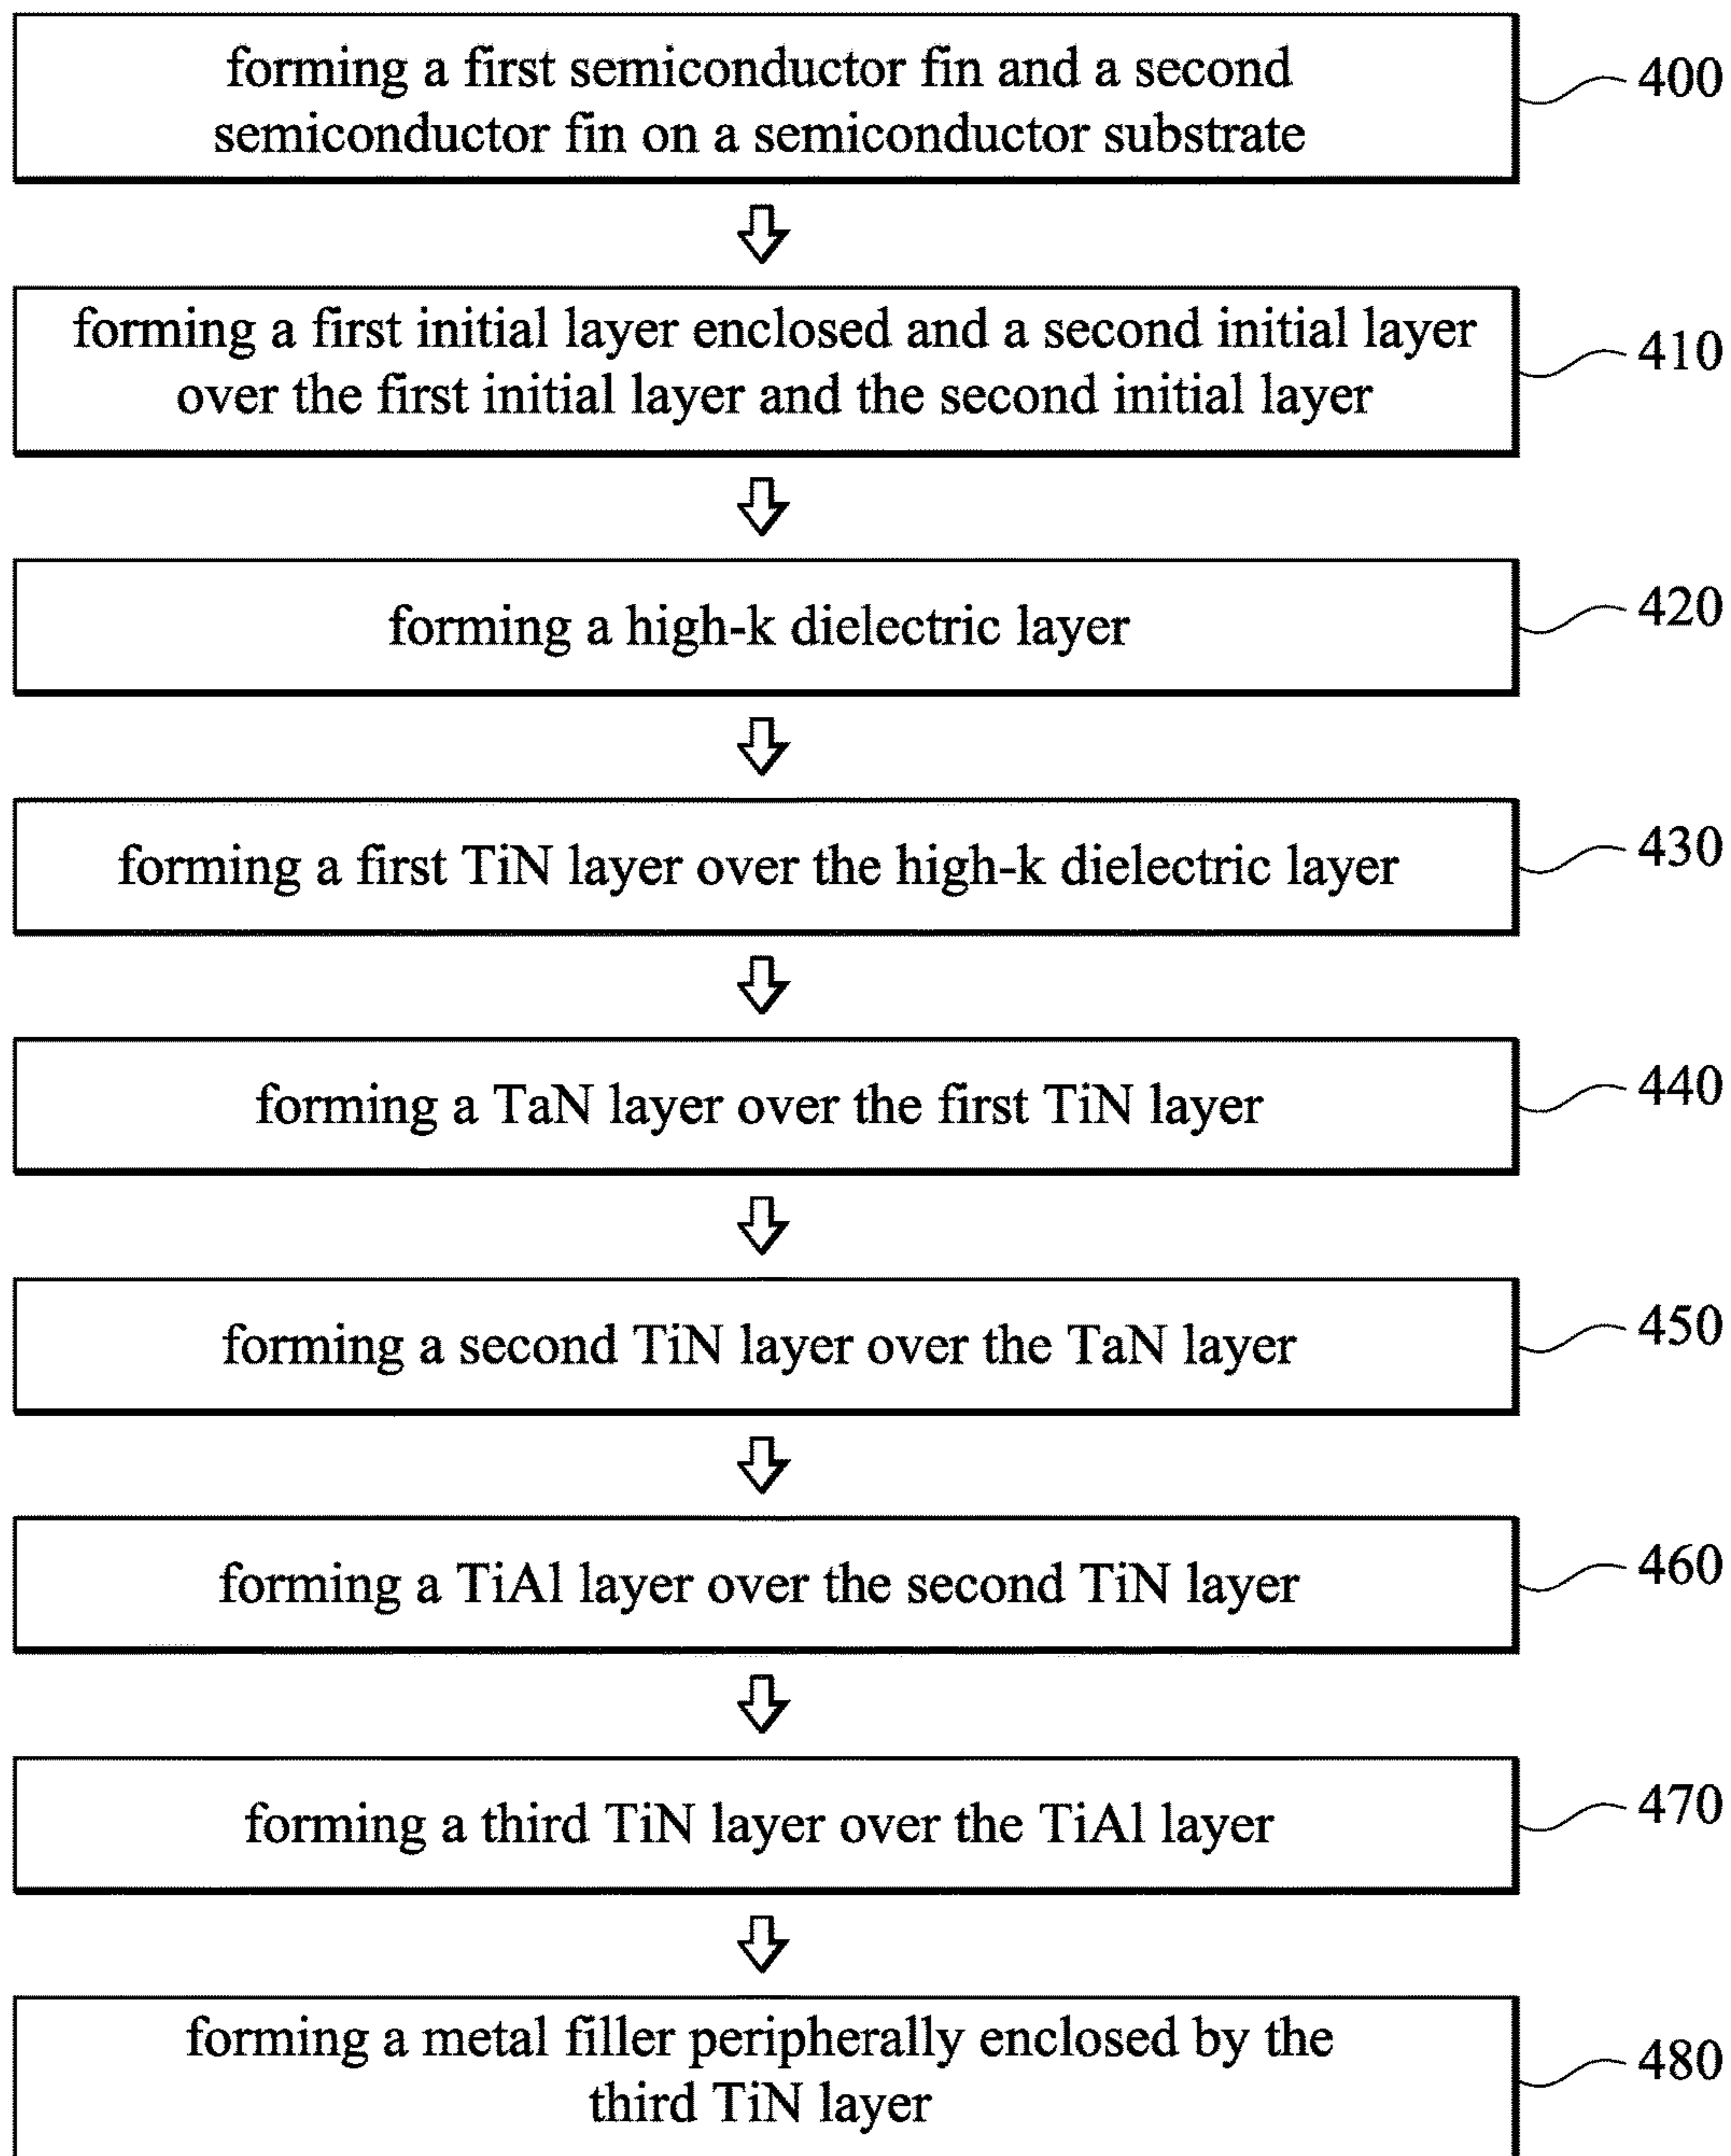 forming a first semiconductor fin and a second
semiconductor fin on a semiconductor substrate
400
forming a first initial layer enclosed and a second initial layer
over the first initial layer and the second initial layer
410
forming a high-k dielectric layer
420
forming a first TiN layer over the high-k dielectric layer
430
forming a TaN layer over the first TiN layer
440
forming a second TiN layer over the TaN layer
450
forming a TiAl layer over the second TiN layer
460
forming a third TiN layer over the TiAl layer
470
forming a metal filler peripherally enclosed by the
third TiN layer
480